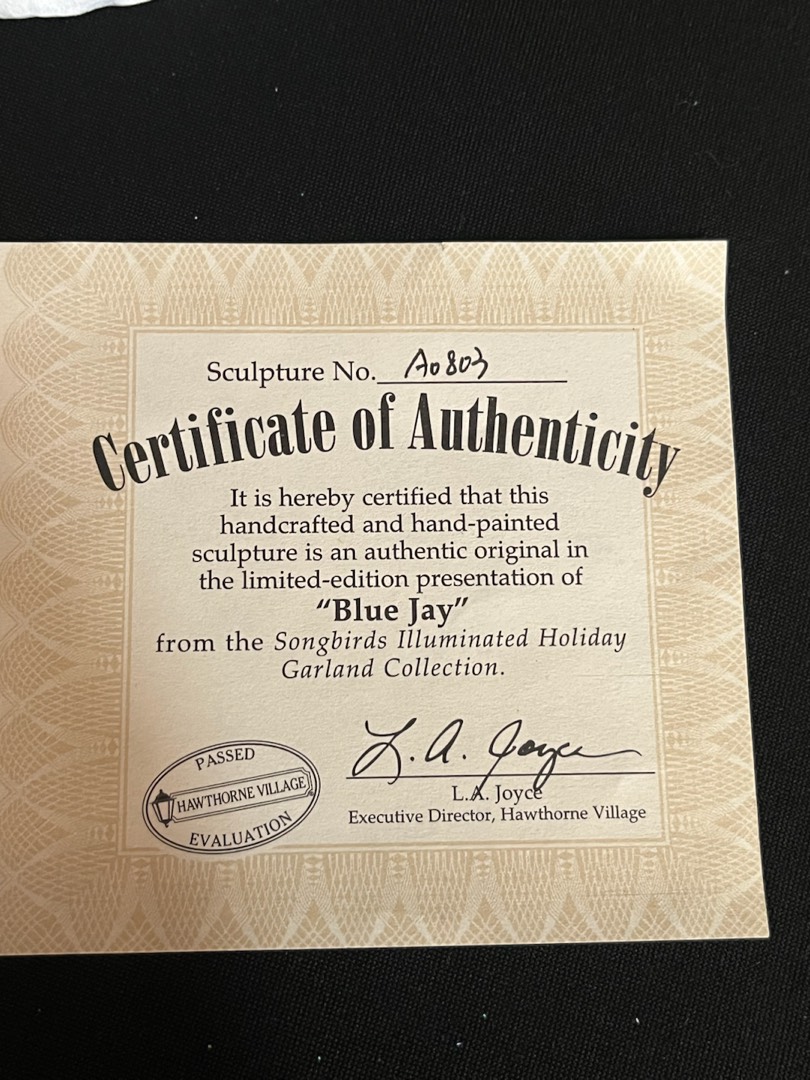 Sculpture No. A0803
Certificate of Authenticity
It is hereby certified that this
handcrafted and hand-painted
sculpture is an authentic original in
the limited-edition presentation of
“Blue Jay”
from the Songbirds Illuminated Holiday
Garland Collection.
L. A. Joyce
L.A. Joyce
Executive Director, Hawthorne Village
PASSED
HAWTHORNE VILLAGE
EVALUATION